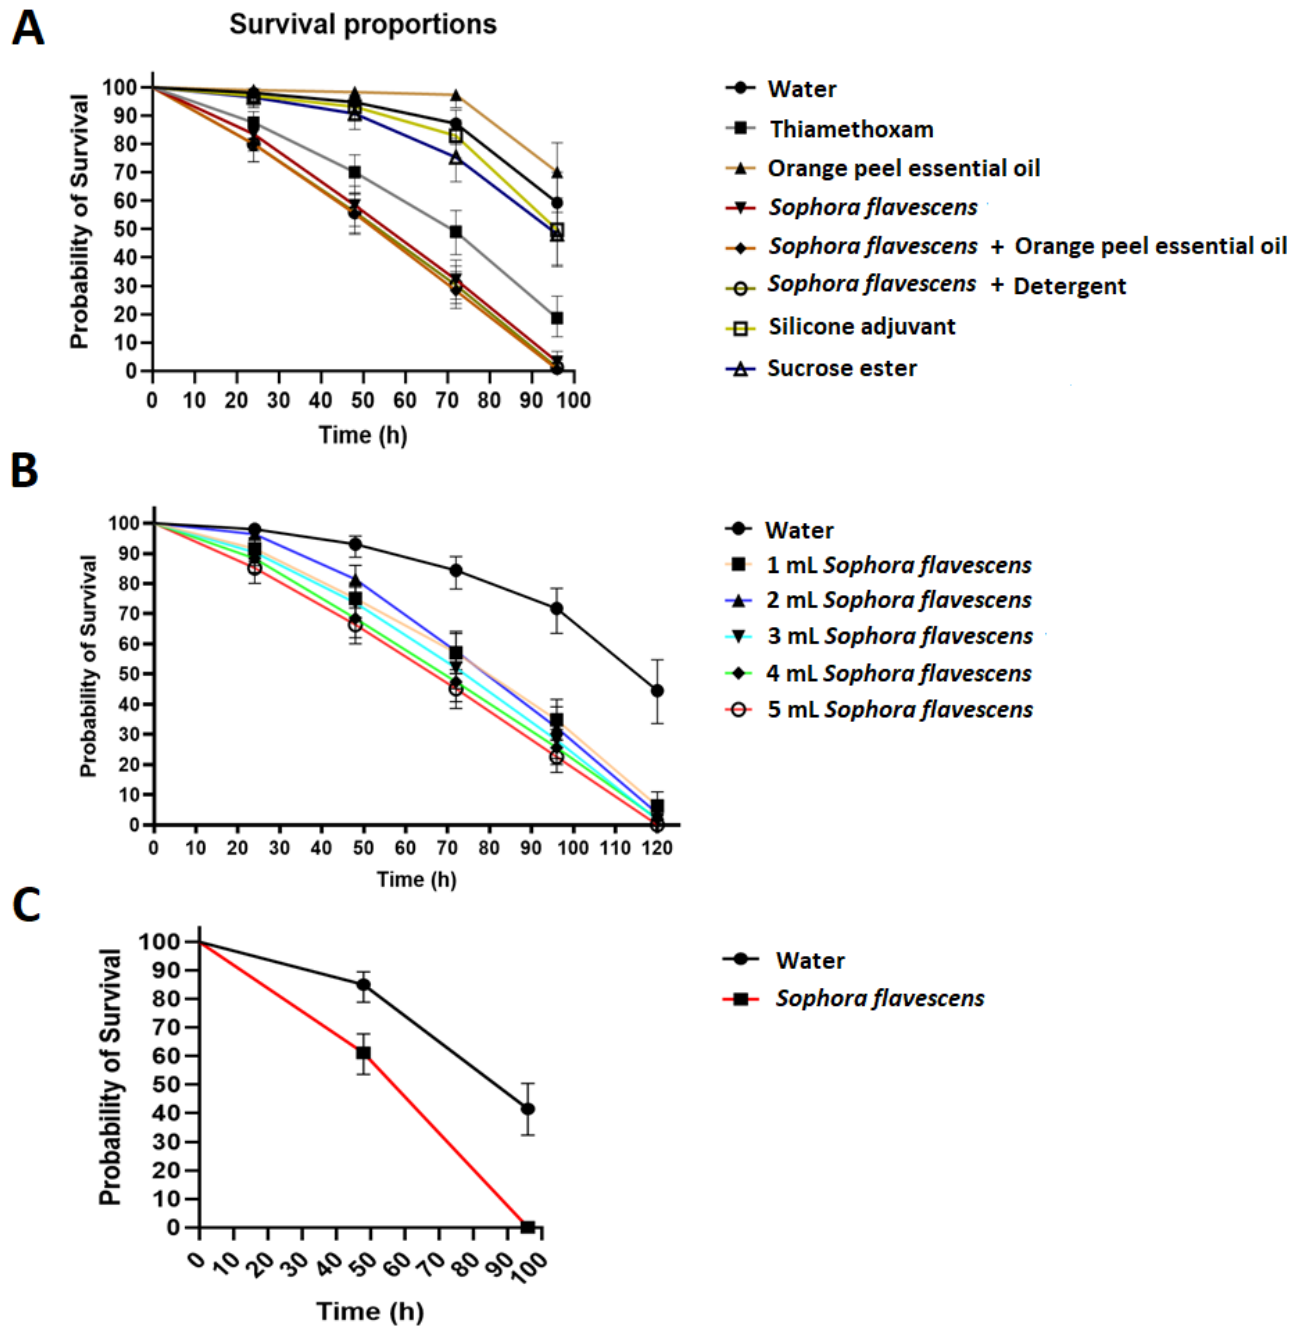 A
Survival proportions
Probability of Survival
100
90
80
70
60
50
40
30
20
10
0
0 10 20 30 40 50 60 70 80 90 100
Time (h)
Water
Thiamethoxam
Orange peel essential oil
Sophora flavescens
Sophora flavescens + Orange peel essential oil
Sophora flavescens + Detergent
Silicone adjuvant
Sucrose ester
B
Probability of Survival
100
90
80
70
60
50
40
30
20
10
0
0 10 20 30 40 50 60 70 80 90 100 110 120
Time (h)
Water
1 mL Sophora flavescens
2 mL Sophora flavescens
3 mL Sophora flavescens
4 mL Sophora flavescens
5 mL Sophora flavescens
C
Probability of Survival
100
90
80
70
60
50
40
30
20
10
0
0 10 20 30 40 50 60 70 80 90 100
Time (h)
Water
Sophora flavescens